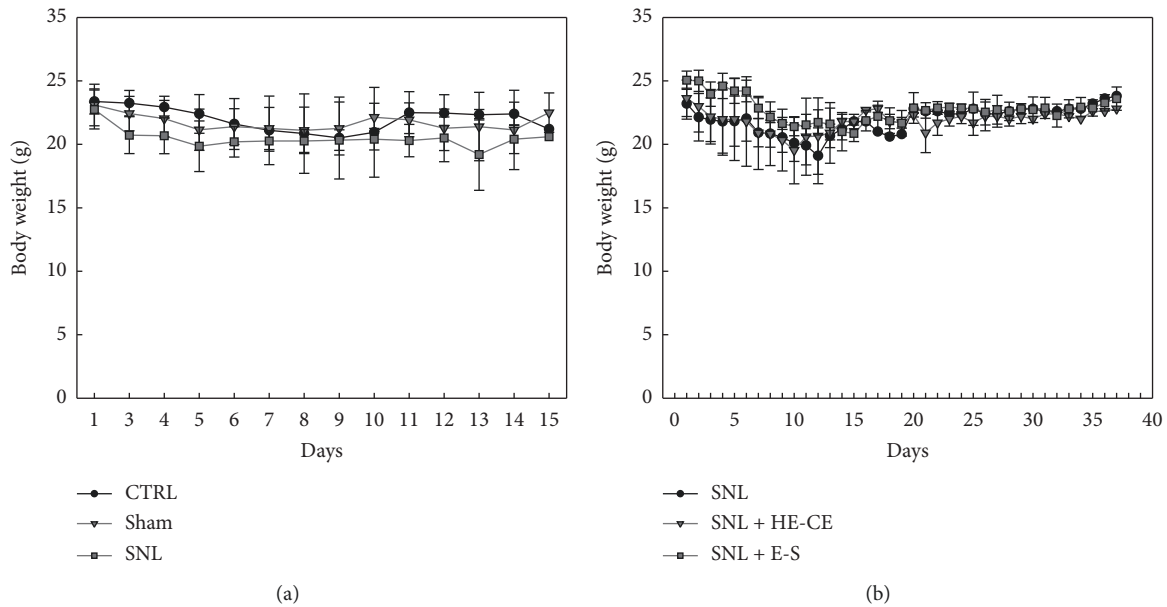 35
30
25
20
15
10
5
0
Body weight (g)
1 3 4 5 6 7 8 9 10 11 12 13 14 15
Days
CTRL
Sham
SNL
(a)
35
30
25
20
15
10
5
0
Body weight (g)
0 5 10 15 20 25 30 35 40
Days
SNL
SNL + HE-CE
SNL + E-S
(b)